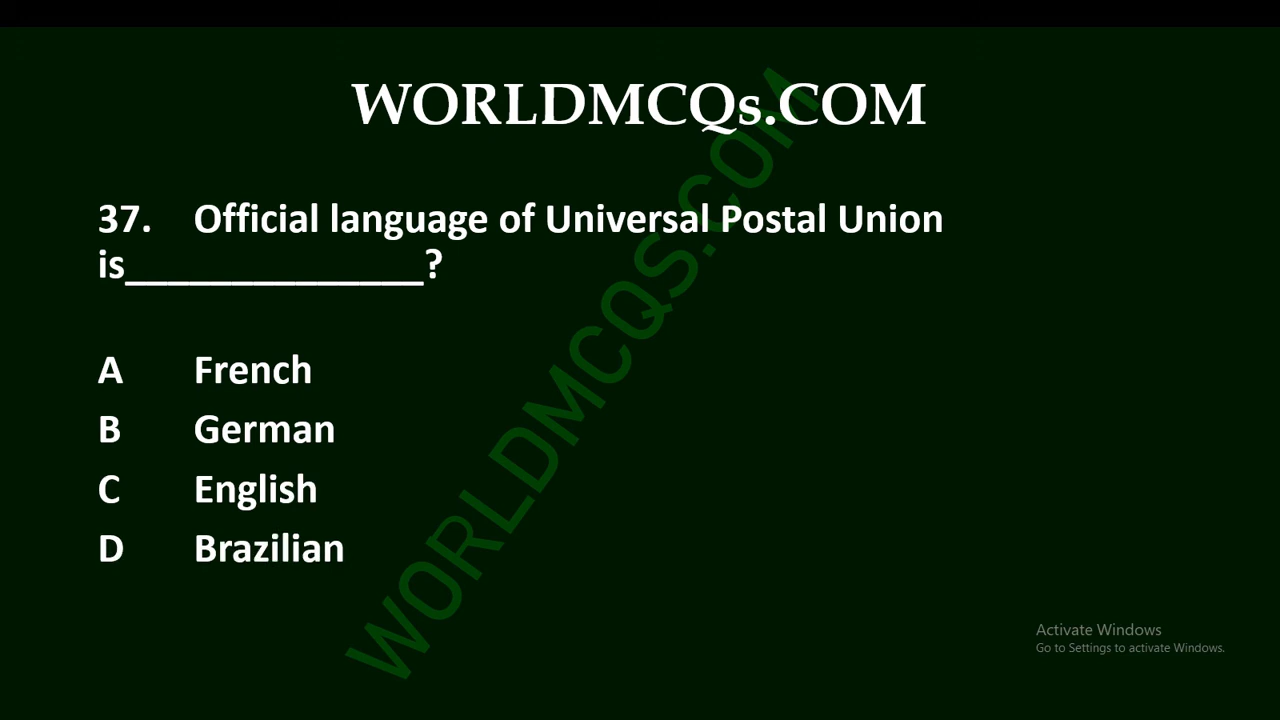 WORLDMCQs.COM
37. Official language of Universal Postal Union
is______________?
A French
B German
C English
D Brazilian
WORLDMCQS.COM
Activate Windows
Go to Settings to activate Windows.